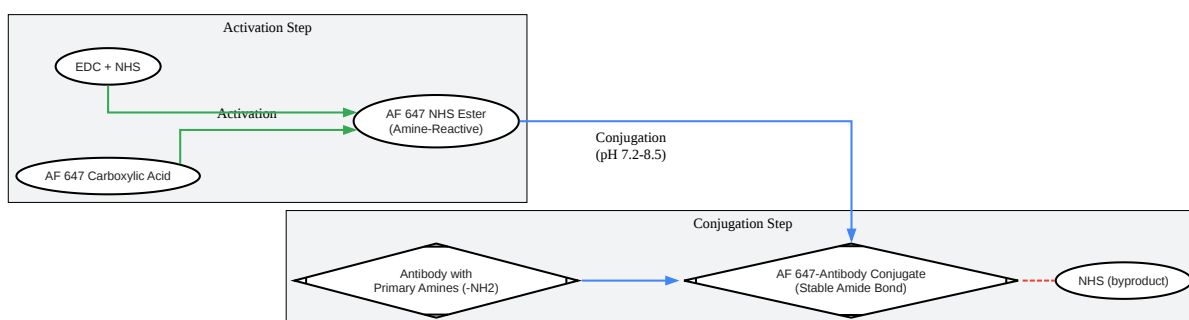 Activation Step
EDC + NHS
Activation
AF 647 NHS Ester
(Amine-Reactive)
AF 647 Carboxylic Acid
Conjugation
(pH 7.2-8.5)
Conjugation Step
Antibody with
Primary Amines (-NH2)
AF 647-Antibody Conjugate
(Stable Amide Bond)
NHS (byproduct)